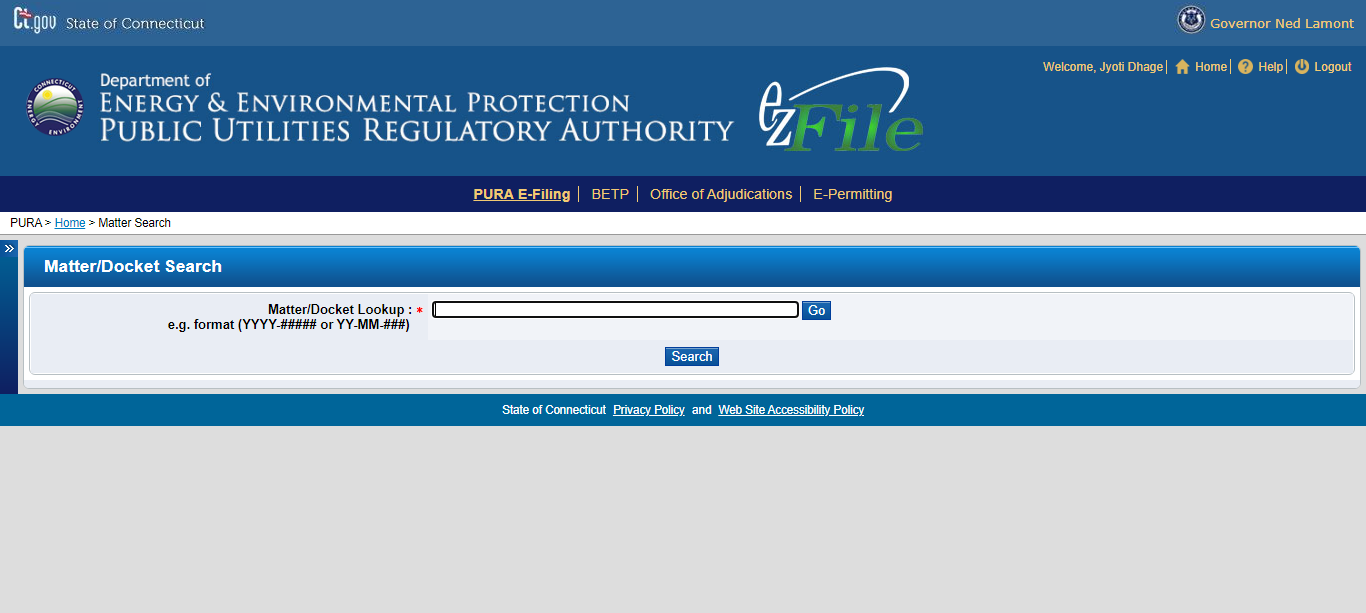 Ct.gov State of Connecticut
Governor Ned Lamont
Welcome, Jyoti Dhage | Home | Help | Logout
Department of
ENERGY & ENVIRONMENTAL PROTECTION
PUBLIC UTILITIES REGULATORY AUTHORITY
ezFile
PURA E-Filing | BETP | Office of Adjudications | E-Permitting
PURA > Home > Matter Search
»
Matter/Docket Search
Matter/Docket Lookup : * Go
e.g. format (YYYY-##### or YY-MM-###)
Search
State of Connecticut Privacy Policy and Web Site Accessibility Policy